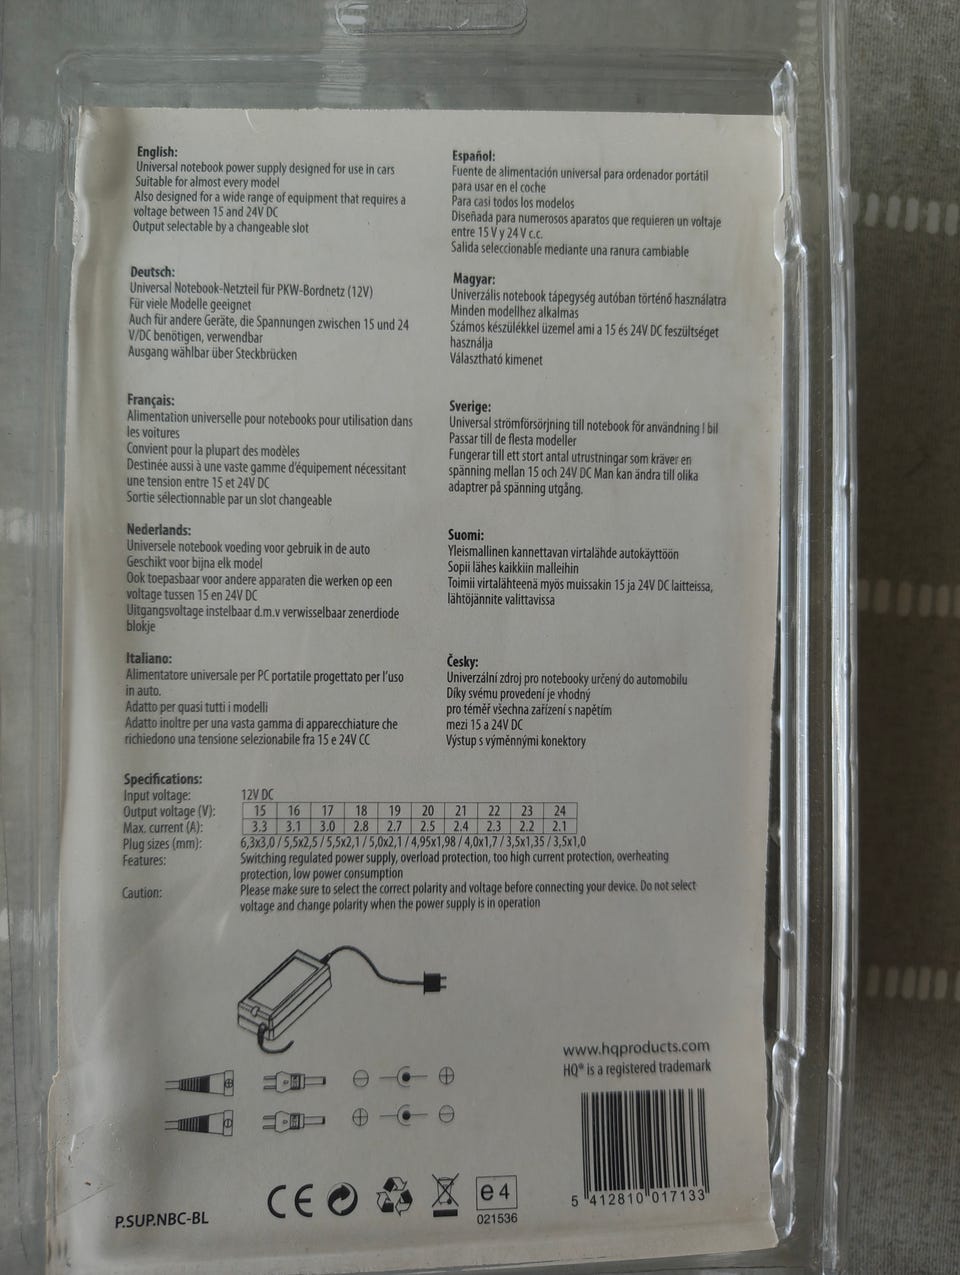 English:
Universal notebook power supply designed for use in cars
Suitable for almost every model
Also designed for a wide range of equipment that requires a
voltage between 15 and 24V DC
Output selectable by a changeable slot
Deutsch:
Universal Notebook-Netzteil für PKW-Bordnetz (12V)
Für viele Modelle geeignet
Auch für andere Geräte, die Spannungen zwischen 15 und 24
V/DC benötigen, verwendbar
Ausgang wählbar über Steckbrücken
Français:
Alimentation universelle pour notebooks pour utilisation dans
les voitures
Convient pour la plupart des modèles
Destinée aussi à une vaste gamme d'équipement nécessitant
une tension entre 15 et 24V DC
Sortie sélectionnable par un slot changeable
Nederlands:
Universele notebook voeding voor gebruik in de auto
Geschikt voor bijna elk model
Ook toepasbaar voor andere apparaten die werken op een
voltage tussen 15 en 24V DC
Uitgangsvoltage instelbaar d.m.v verwisselbaar zenerdiode
blokje
Italiano:
Alimentatore universale per PC portatile progettato per l'uso
in auto.
Adatto per quasi tutti i modelli
Adatto inoltre per una vasta gamma di apparecchiature che
richiedono una tensione selezionabile fra 15 e 24V CC
Español:
Fuente de alimentación universal para ordenador portátil
para usar en el coche
Para casi todos los modelos
Diseñada para numerosos aparatos que requieren un voltaje
entre 15 V y 24 V c.c.
Salida seleccionable mediante una ranura cambiable
Magyar:
Univerzális notebook tápegység autóban történő használatra
Minden modellhez alkalmas
Számos készülékkel üzemel ami a 15 és 24V DC feszültséget
használja
Választható kimenet
Sverige:
Universal strömförsörjning till notebook för användning I bil
Passar till de flesta modeller
Fungerar till ett stort antal utrustningar som kräver en
spänning mellan 15 och 24V DC Man kan ändra till olika
adaptrer på spänning utgång.
Suomi:
Yleismallinen kannettavan virtalähde autokäyttöön
Sopii lähes kaikkiin malleihin
Toimii virtalähteenä myös muissakin 15 ja 24V DC laitteissa,
lähtöjännite valittavissa
Česky:
Univerzální zdroj pro notebooky určený do automobilu
Díky svému provedení je vhodný
pro téměř všechna zařízení s napětím
mezi 15 a 24V DC
Výstup s výměnnými konektory
Specifications:
Input voltage: 12V DC
Output voltage (V): 15 16 17 18 19 20 21 22 23 24
Max. current (A): 3.3 3.1 3.0 2.8 2.7 2.5 2.4 2.3 2.2 2.1
Plug sizes (mm): 6,3x3,0 / 5,5x2,5 / 5,5x2,1 / 5,0x2,1 / 4,95x1,98 / 4,0x1,7 / 3,5x1,35 / 3,5x1,0
Features: Switching regulated power supply, overload protection, too high current protection, overheating
protection, low power consumption
Caution: Please make sure to select the correct polarity and voltage before connecting your device. Do not select
voltage and change polarity when the power supply is in operation
www.hqproducts.com
HQ® is a registered trademark
5 412810 017133
P.SUP.NBC-BL
CE
e4
021536